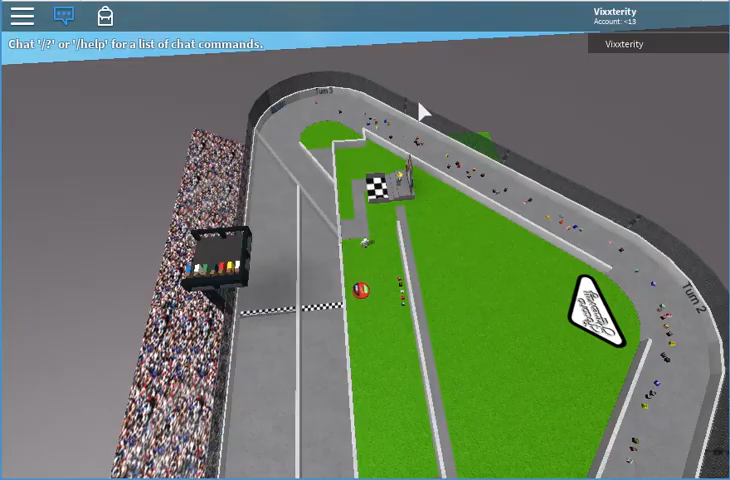 Vixxterity
Account: <13
Chat '/?' or '/help' for a list of chat commands.
Vixxterity
Turn 3
Turn 2